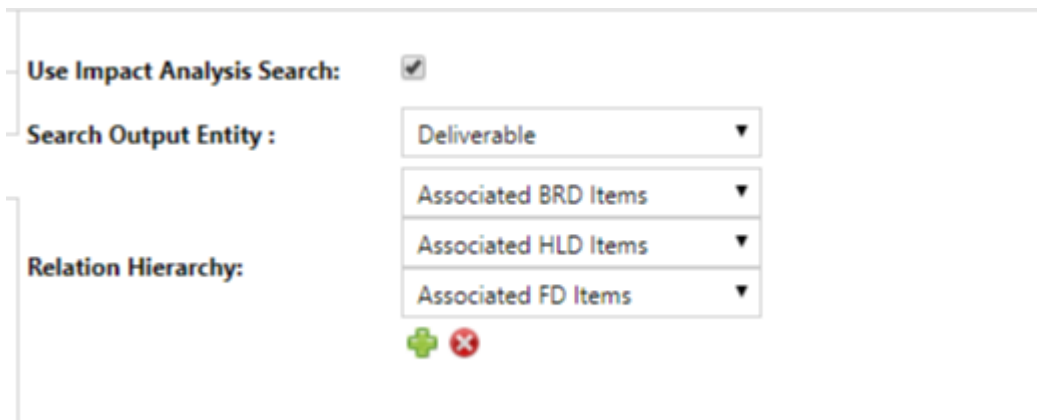 Use Impact Analysis Search:
Search Output Entity :
Deliverable
Relation Hierarchy:
Associated BRD Items
Associated HLD Items
Associated FD Items